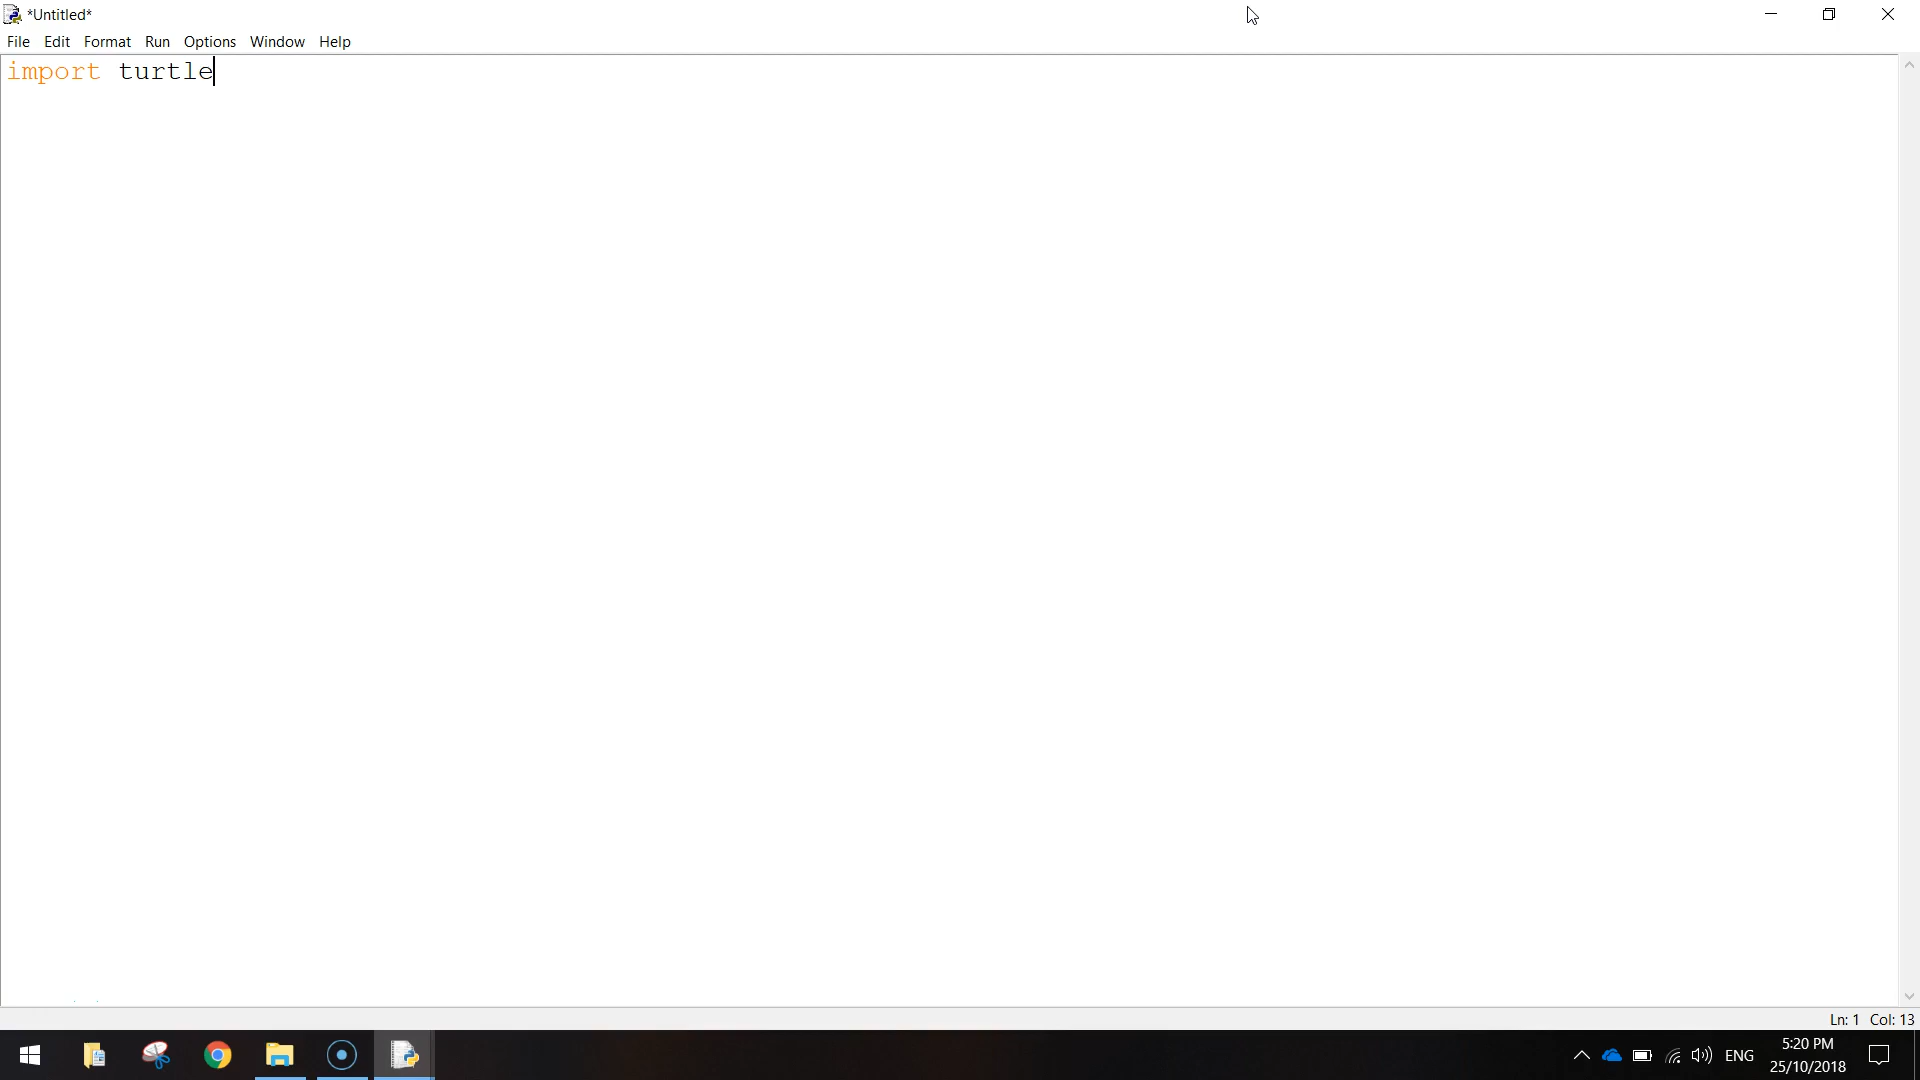 *Untitled*
File Edit Format Run Options Window Help
import turtle
Ln: 1 Col: 13
ENG
5:20 PM
25/10/2018